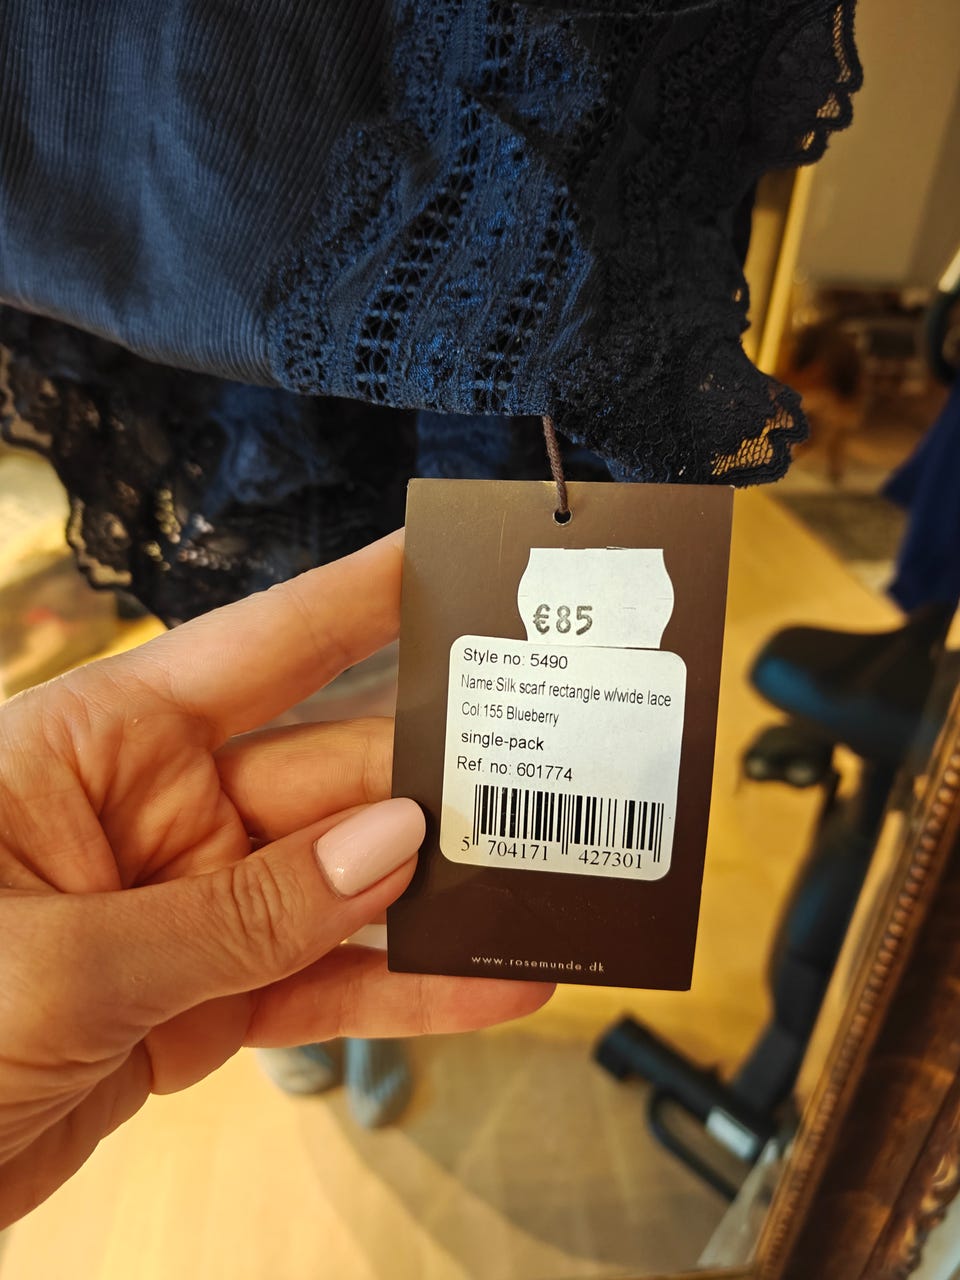 €85
Style no: 5490
Name:Silk scarf rectangle w/wide lace
Col:155 Blueberry
single-pack
Ref. no: 601774
5 704171 427301
www.rosemunde.dk